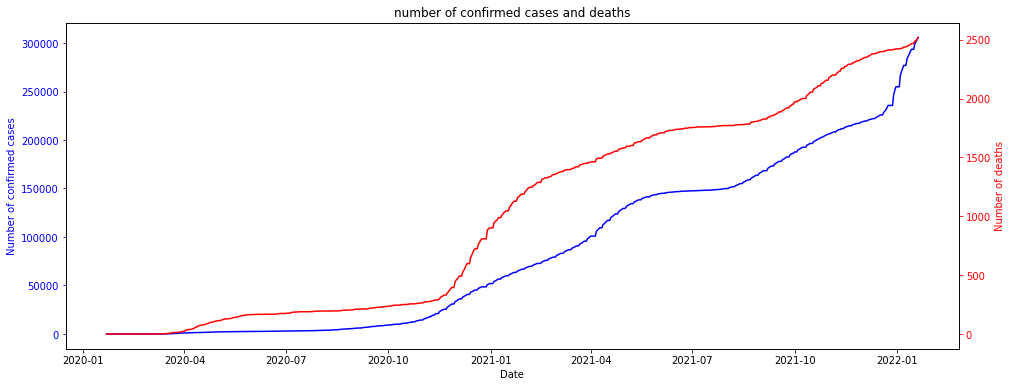 number of confirmed cases and deaths
Number of confirmed cases
300000
250000
200000
150000
100000
50000
0
2500
2000
1500
1000
500
0
Number of deaths
2020-01 2020-04 2020-07 2020-10 2021-01 2021-04 2021-07 2021-10 2022-01
Date